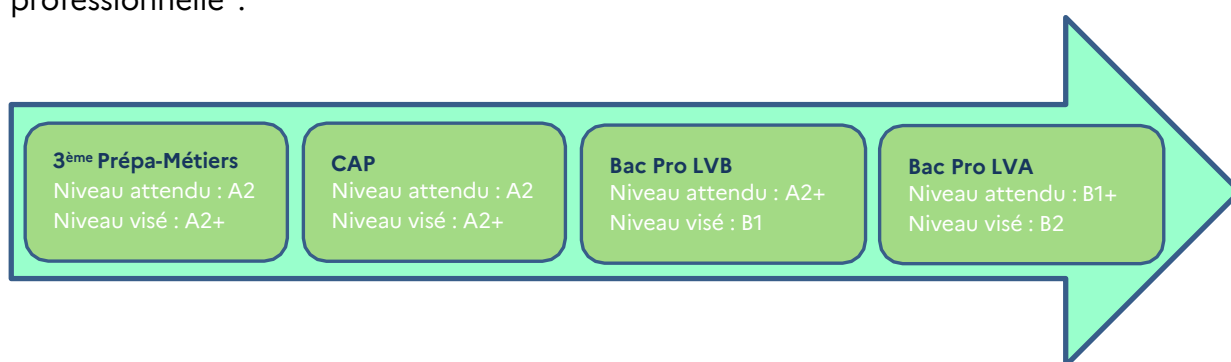 professionnelle :
3ème Prépa-Métiers
Niveau attendu : A2
Niveau visé : A2+
CAP
Niveau attendu : A2
Niveau visé : A2+
Bac Pro LVB
Niveau attendu : A2+
Niveau visé : B1
Bac Pro LVA
Niveau attendu : B1+
Niveau visé : B2